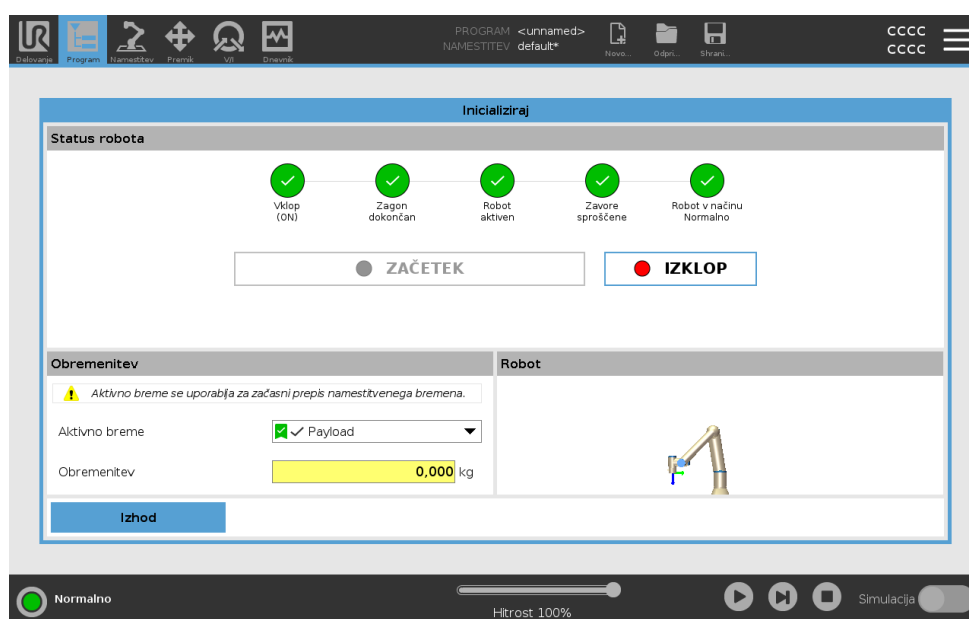 PROGRAM <unnamed>
NAMESTITEV default*
CCCC
CCCC
Delovanje Program Namestitev Premik V/I Dnevnik Novo... Odpri... Shrani...
Inicializiraj
Status robota
Vklop
(ON)
Zagon
dokončan
Robot
aktiven
Zavore
sproščene
Robot v načinu
Normalno
ZAČETEK
IZKLOP
Obremenitev
Robot
Aktivno breme se uporablja za začasni prepis namestitvenega bremena.
Aktivno breme
Payload
Obremenitev
0,000 kg
Izhod
Normalno
Hitrost 100%
Simulacija